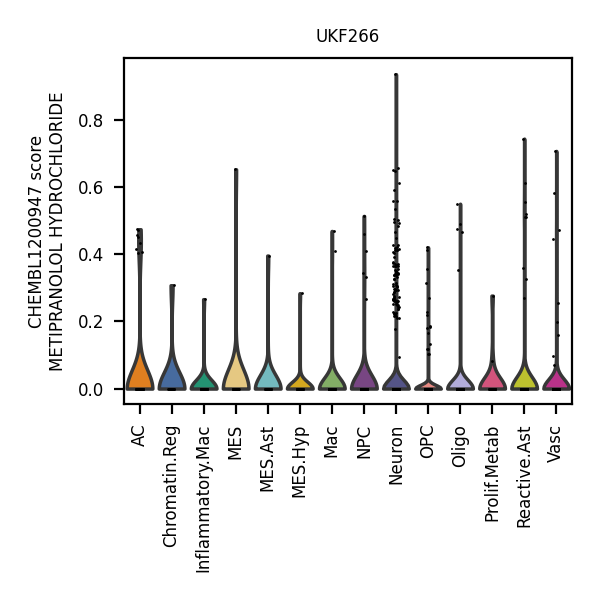 UKF266
CHEMBL1200947 score
METIPRANOLOL HYDROCHLORIDE
0.8
0.6
0.4
0.2
0.0
AC
Chromatin.Reg
Inflammatory.Mac
MES
MES.Ast
MES.Hyp
Mac
NPC
Neuron
OPC
Oligo
Prolif.Metab
Reactive.Ast
Vasc